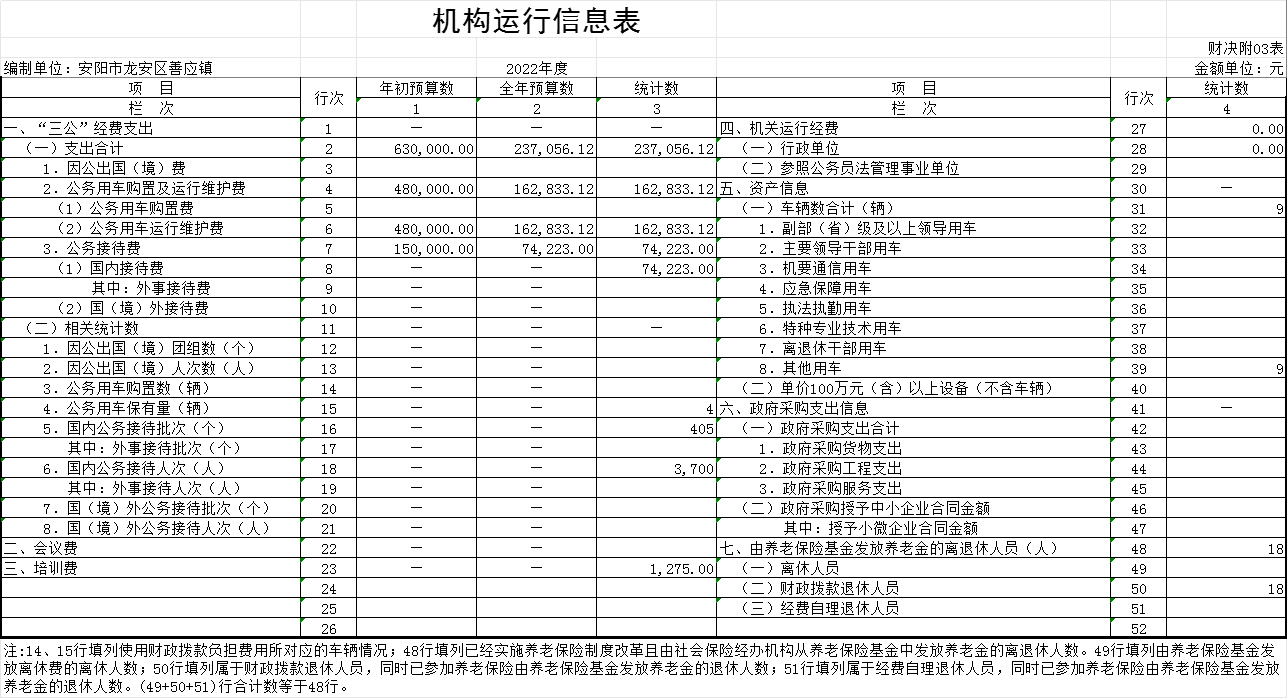 机构运行信息表
财决附03表
编制单位：安阳市龙安区善应镇 2022年度 金额单位：元
项 目 行次 年初预算数 全年预算数 统计数 项 目 行次 统计数
栏 次 1 2 3 栏 次 4
一、“三公”经费支出 1 — — — 四、机关运行经费 27 0.00
（一）支出合计 2 630,000.00 237,056.12 237,056.12 （一）行政单位 28 0.00
1．因公出国（境）费 3 （二）参照公务员法管理事业单位 29
2．公务用车购置及运行维护费 4 480,000.00 162,833.12 162,833.12 五、资产信息 30 —
（1）公务用车购置费 5 （一）车辆数合计（辆） 31 9
（2）公务用车运行维护费 6 480,000.00 162,833.12 162,833.12 1．副部（省）级及以上领导用车 32
3．公务接待费 7 150,000.00 74,223.00 74,223.00 2．主要领导干部用车 33
（1）国内接待费 8 — — 74,223.00 3．机要通信用车 34
其中：外事接待费 9 — — 4．应急保障用车 35
（2）国（境）外接待费 10 — — 5．执法执勤用车 36
（二）相关统计数 11 — — — 6．特种专业技术用车 37
1．因公出国（境）团组数（个） 12 — — 7．离退休干部用车 38
2．因公出国（境）人次数（人） 13 — — 8．其他用车 39 9
3．公务用车购置数（辆） 14 — — （二）单价100万元（含）以上设备（不含车辆） 40
4．公务用车保有量（辆） 15 — — 4 六、政府采购支出信息 41 —
5．国内公务接待批次（个） 16 — — 405 （一）政府采购支出合计 42
其中：外事接待批次（个） 17 — — 1．政府采购货物支出 43
6．国内公务接待人次（人） 18 — — 3,700 2．政府采购工程支出 44
其中：外事接待人次（人） 19 — — 3．政府采购服务支出 45
7．国（境）外公务接待批次（个） 20 — — （二）政府采购授予中小企业合同金额 46
8．国（境）外公务接待人次（人） 21 — — 其中：授予小微企业合同金额 47
二、会议费 22 — — 七、由养老保险基金发放养老金的离退休人员（人） 48 18
三、培训费 23 — — 1,275.00 （一）离休人员 49
24 （二）财政拨款退休人员 50 18
25 （三）经费自理退休人员 51
26 52
注:14、15行填列使用财政拨款负担费用所对应的车辆情况；48行填列已经实施养老保险制度改革且由社会保险经办机构从养老保险基金中发放养老金的离退休人数。49行填列由养老保险基金发
放离休费的离休人数；50行填列属于财政拨款退休人员，同时已参加养老保险由养老保险基金发放养老金的退休人数；51行填列属于经费自理退休人员，同时已参加养老保险由养老保险基金发放
养老金的退休人数。(49+50+51)行合计数等于48行。